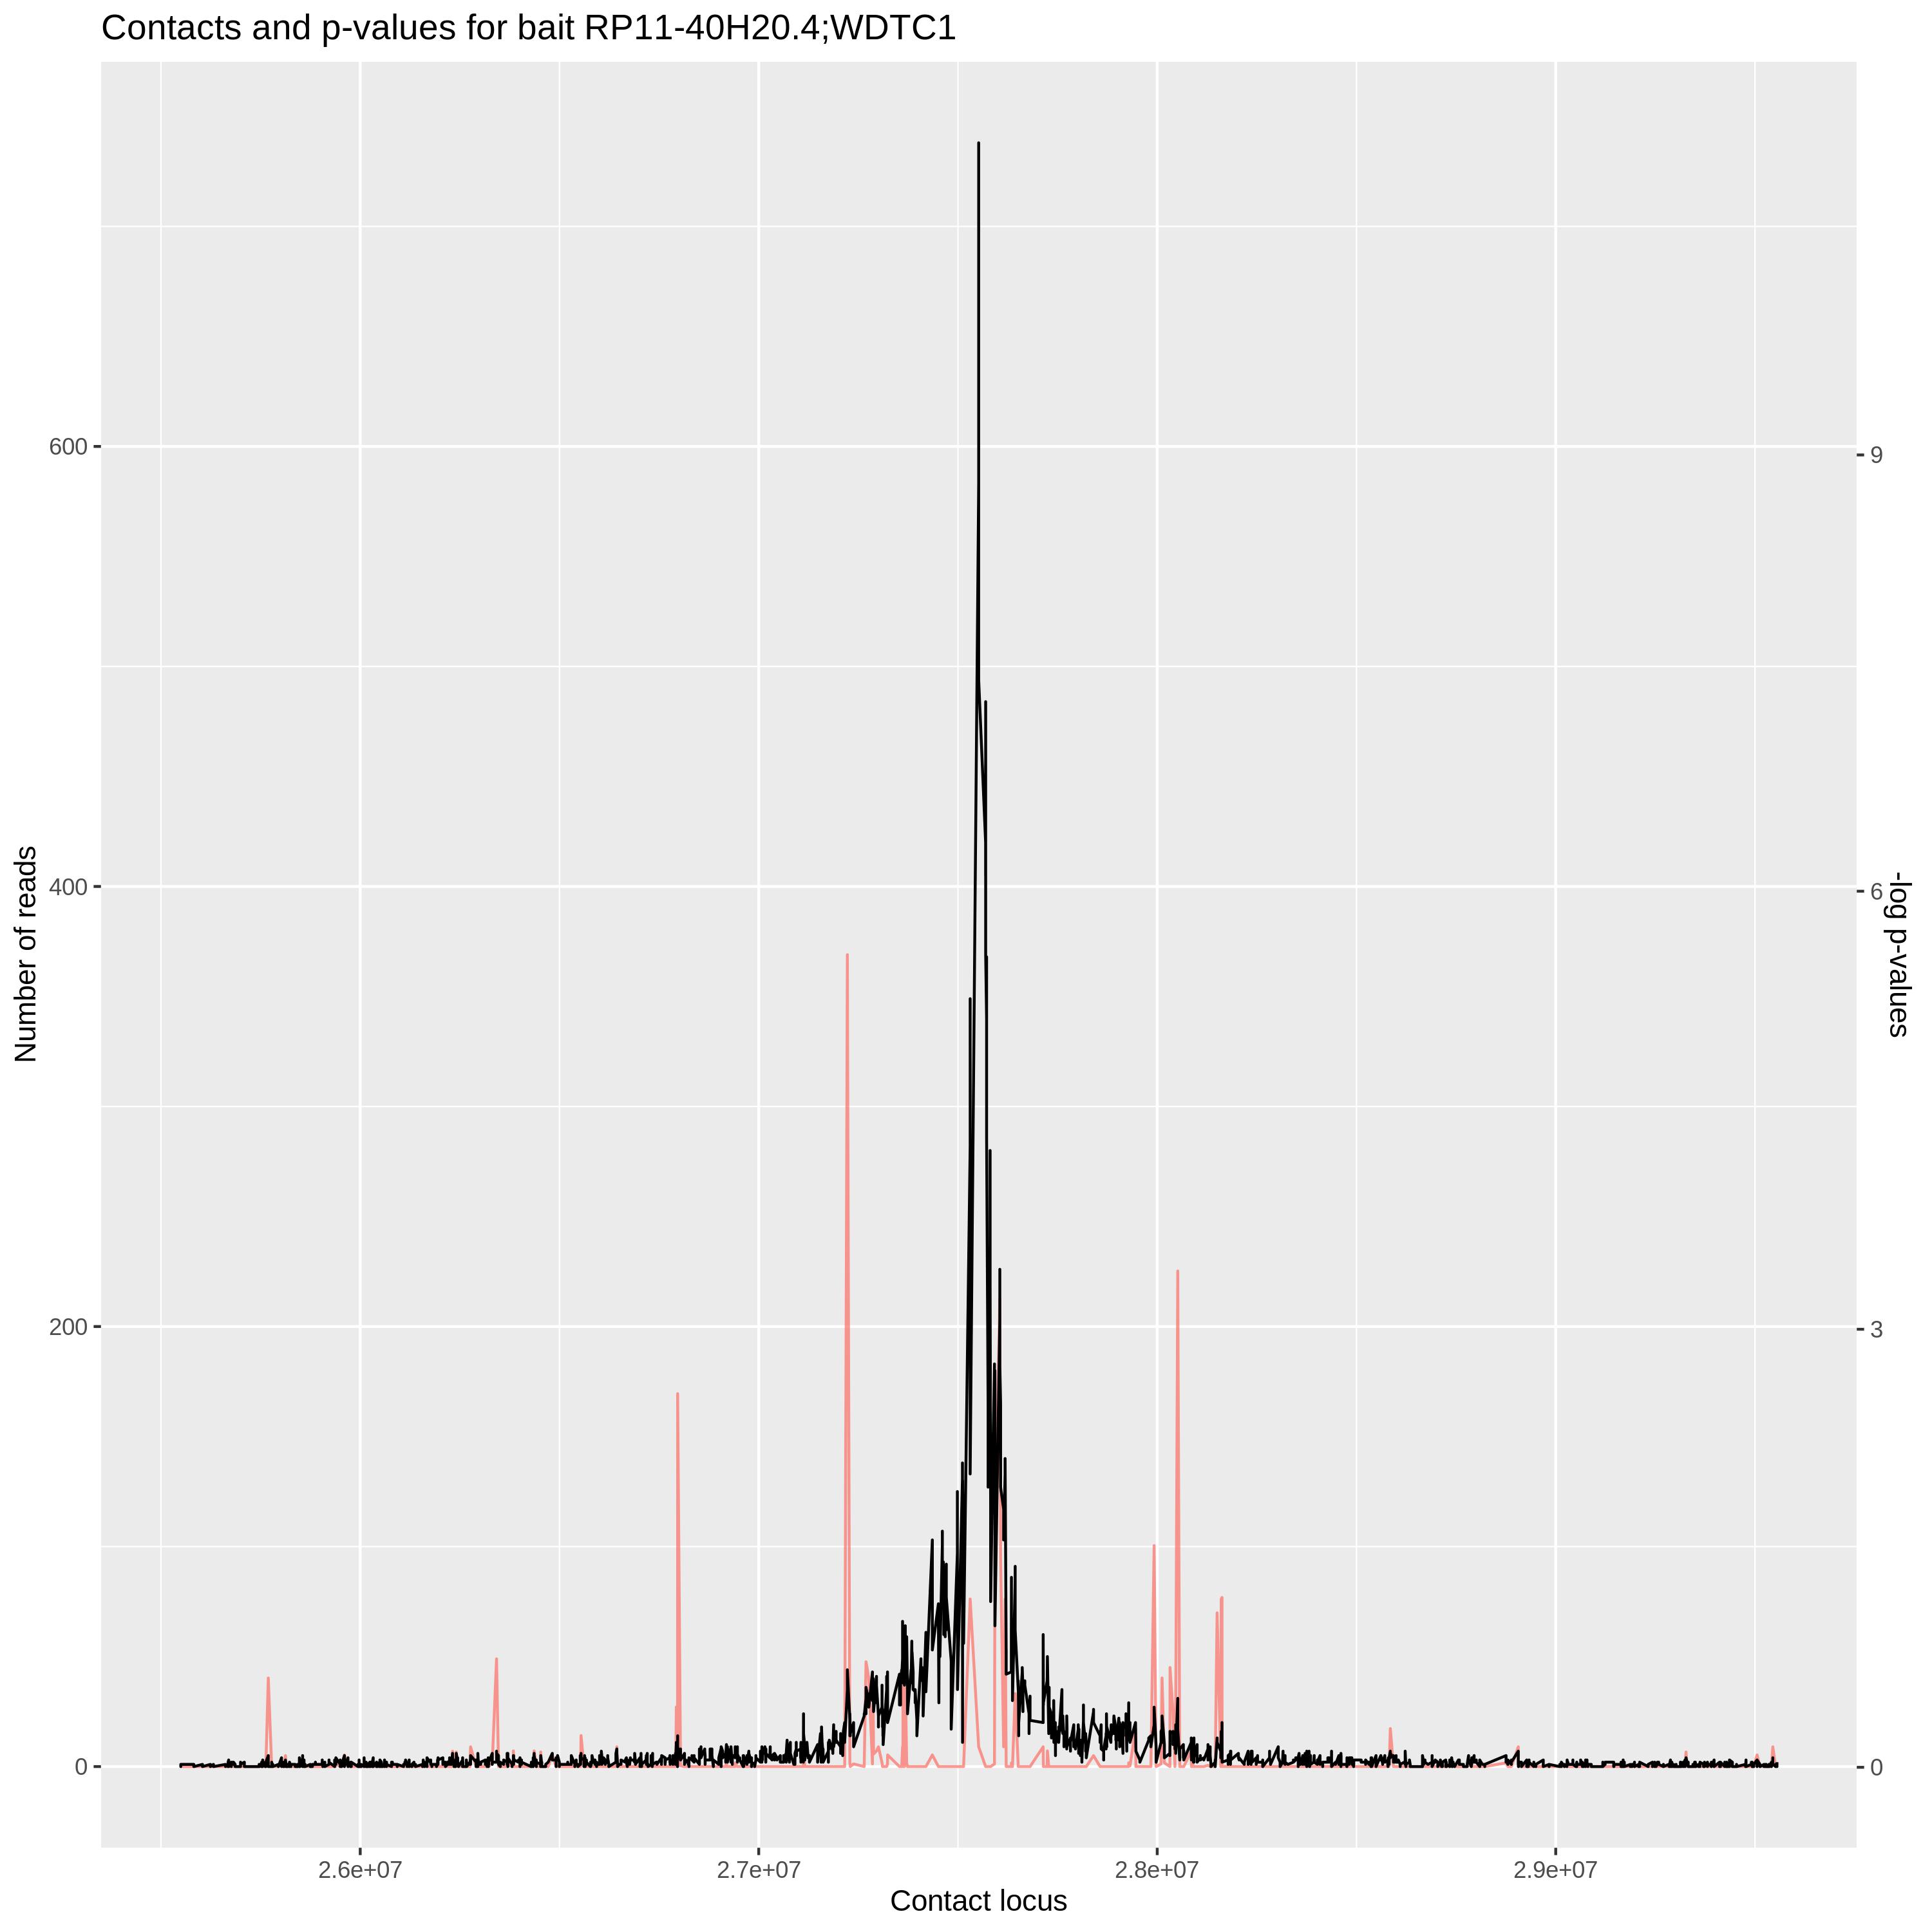 Contacts and p-values for bait RP11-40H20.4;WDTC1
600
400
200
0
Number of reads
9
6
3
0
-log p-values
2.6e+07
2.7e+07
2.8e+07
2.9e+07
Contact locus